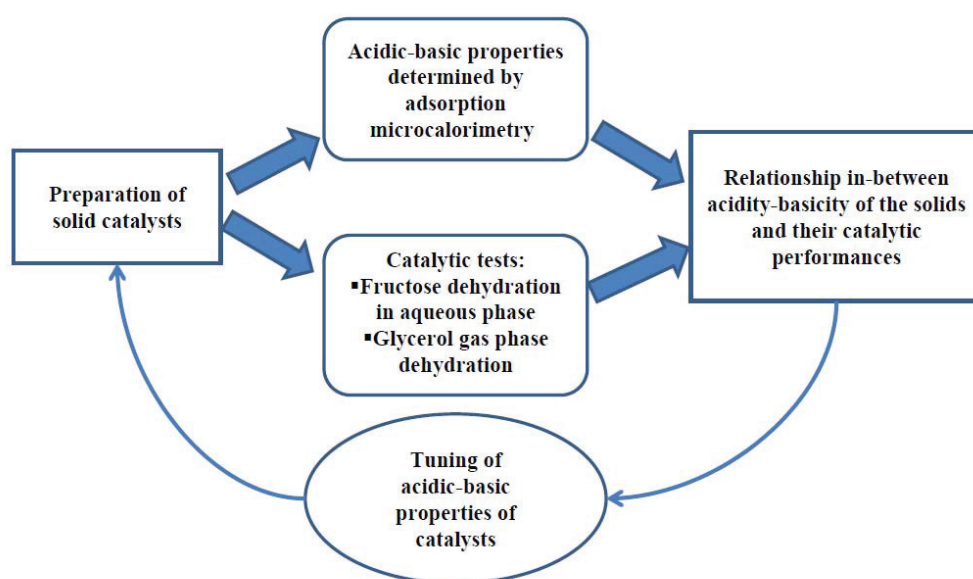 Acidic-basic properties
determined by
adsorption
microcalorimetry
Preparation of
solid catalysts
Relationship in-between
acidity-basicity of the solids
and their catalytic
performances
Catalytic tests:
▪Fructose dehydration
in aqueous phase
▪Glycerol gas phase
dehydration
Tuning of
acidic-basic
properties of
catalysts